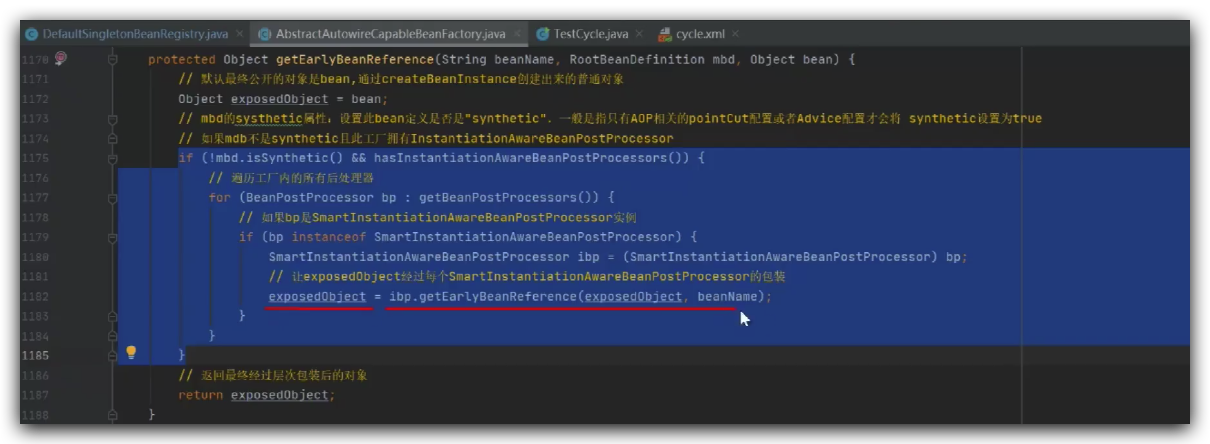 DefaultSingletonBeanRegistry.java × AbstractAutowireCapableBeanFactory.java × TestCycle.java × cycle.xml ×
1170 protected Object getEarlyBeanReference(String beanName, RootBeanDefinition mbd, Object bean) {
1171 // 默认最终公开的对象是bean,通过createBeanInstance创建出来的普通对象
1172 Object exposedObject = bean;
1173 // mbd的systhetic属性：设置此bean定义是否是"synthetic"．一般是指只有AOP相关的pointCut配置或者Advice配置才会将 synthetic设置为true
1174 // 如果mdb不是synthetic且此工厂拥有InstantiationAwareBeanPostProcessor
1175 if (!mbd.isSynthetic() && hasInstantiationAwareBeanPostProcessors()) {
1176 // 遍历工厂内的所有后处理器
1177 for (BeanPostProcessor bp : getBeanPostProcessors()) {
1178 // 如果bp是SmartInstantiationAwareBeanPostProcessor实例
1179 if (bp instanceof SmartInstantiationAwareBeanPostProcessor) {
1180 SmartInstantiationAwareBeanPostProcessor ibp = (SmartInstantiationAwareBeanPostProcessor) bp;
1181 // 让exposedObject经过每个SmartInstantiationAwareBeanPostProcessor的包装
1182 exposedObject = ibp.getEarlyBeanReference(exposedObject, beanName);
1183 }
1184 }
1185 }
1186 // 返回最终经过层次包装后的对象
1187 return exposedObject;
1188 }